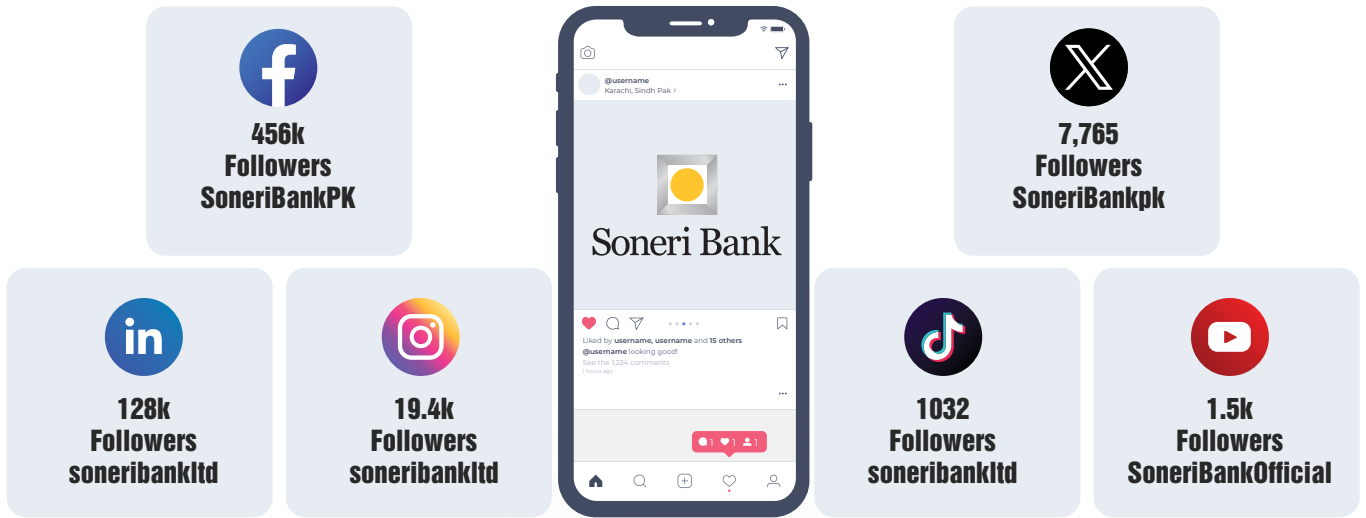 456k
Followers
SoneriBankPK
128k
Followers
soneribankltd
19.4k
Followers
soneribankltd
@username
Karachi, Sindh Pak ›
Soneri Bank
Liked by username, username and 15 others
@username looking good!
See the 1,234 comments
1 hours ago
1 1 1
7,765
Followers
SoneriBankpk
1032
Followers
soneribankltd
1.5k
Followers
SoneriBankOfficial